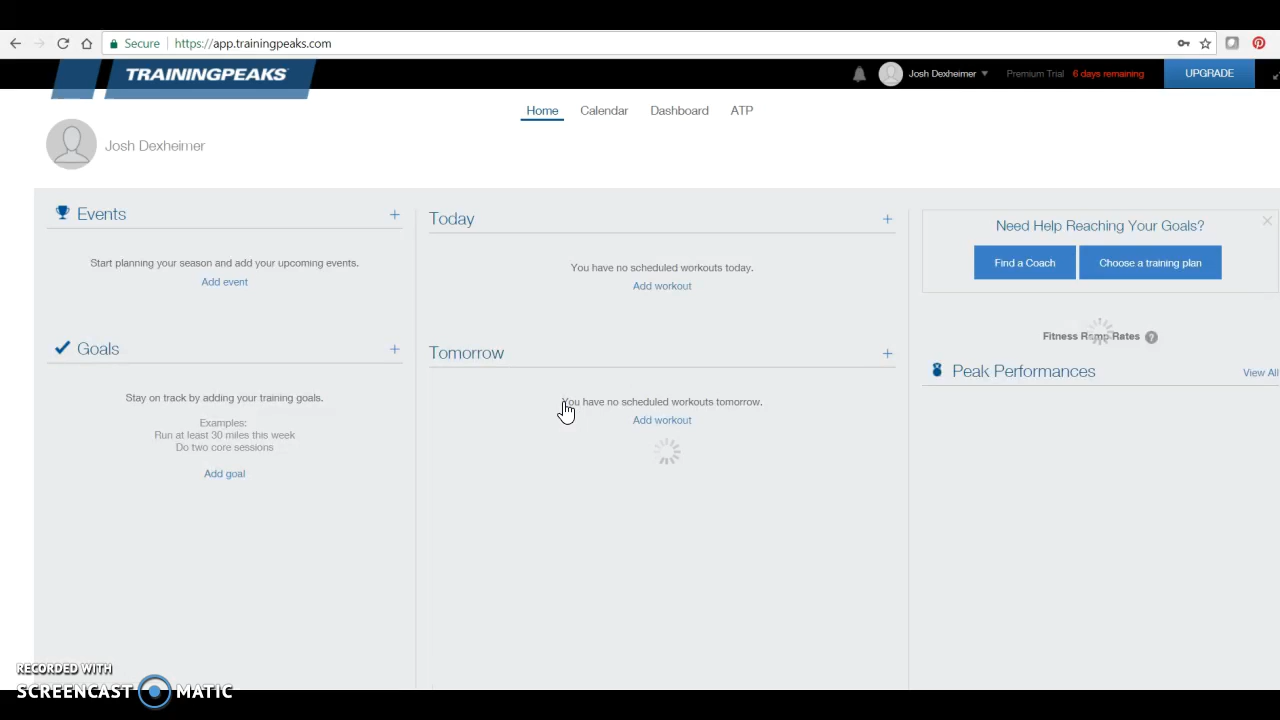 Secure https://app.trainingpeaks.com
TRAININGPEAKS
Josh Dexheimer
Premium Trial 6 days remaining
UPGRADE
Home Calendar Dashboard ATP
Josh Dexheimer
Events +
Start planning your season and add your upcoming events.
Add event
Goals +
Stay on track by adding your training goals.
Examples:
Run at least 30 miles this week
Do two core sessions
Add goal
Today +
You have no scheduled workouts today.
Add workout
Tomorrow +
You have no scheduled workouts tomorrow.
Add workout
Need Help Reaching Your Goals?
Find a Coach Choose a training plan
Fitness Ramp Rates ?
Peak Performances View All
RECORDED WITH
SCREENCAST MATIC